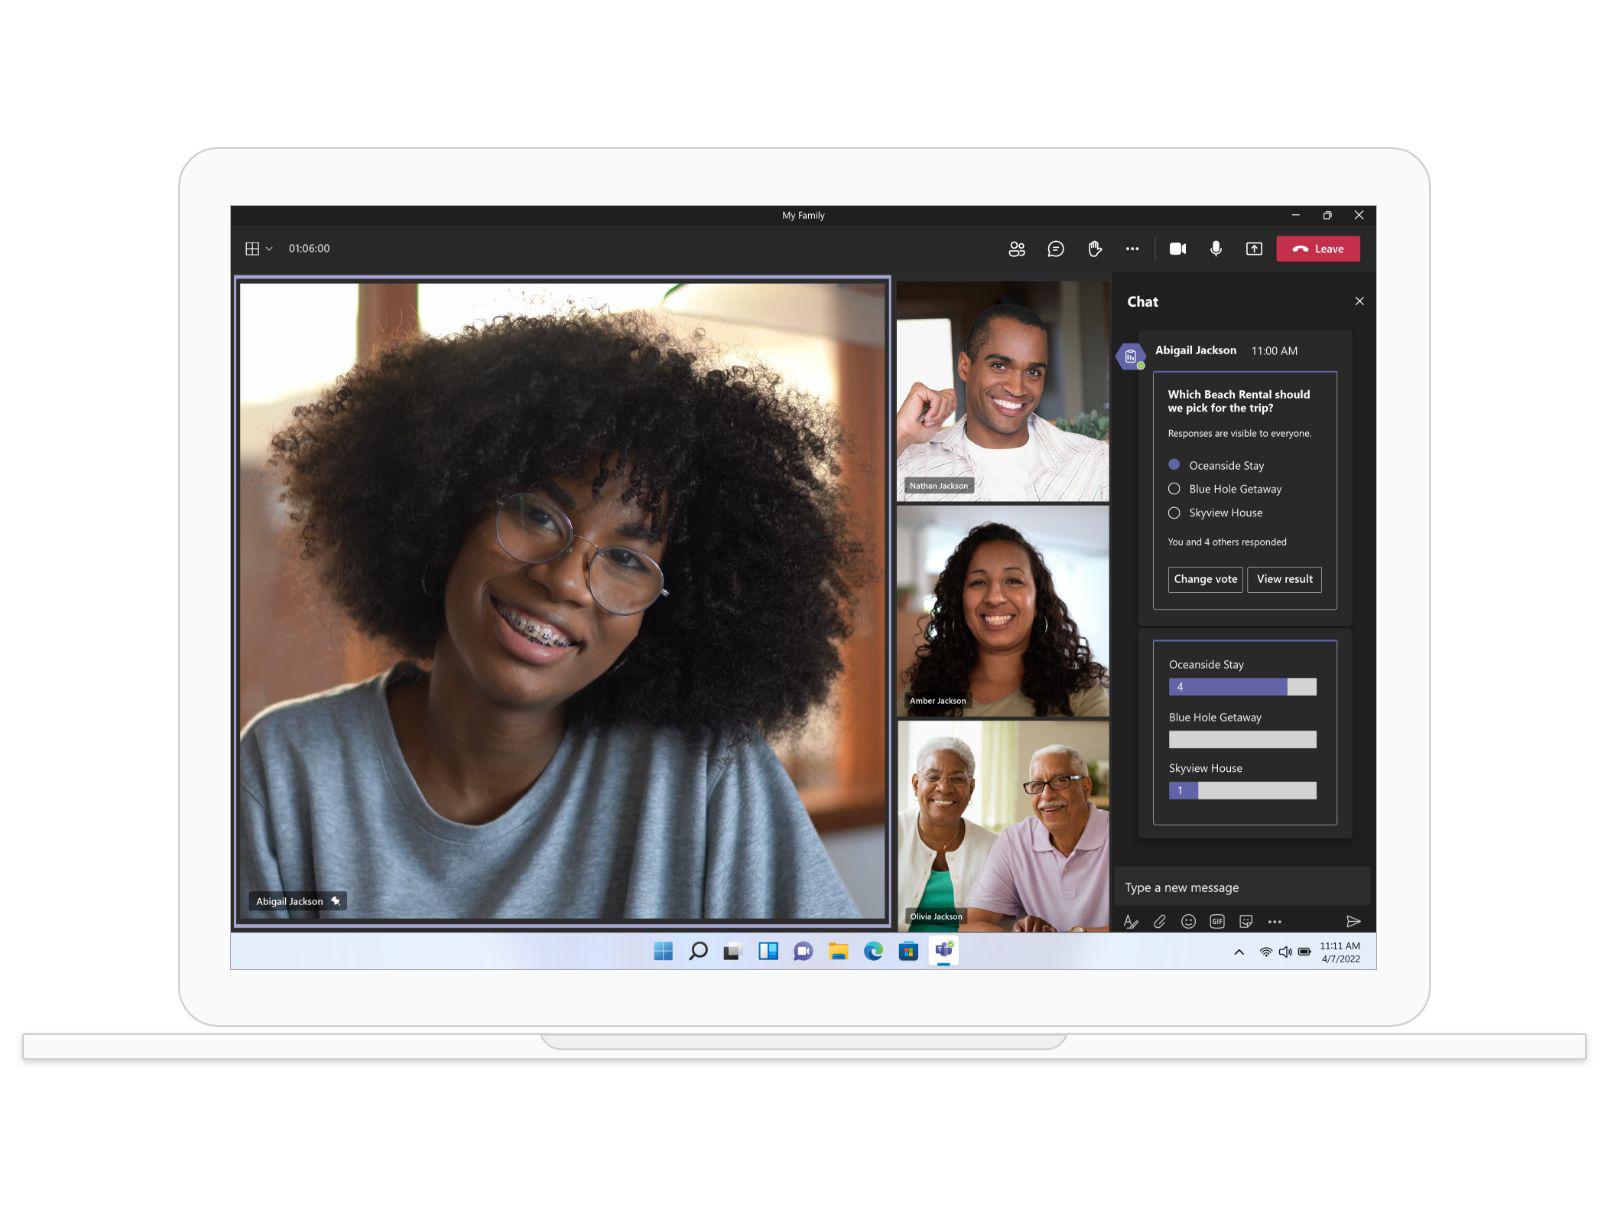 My Family
01:06:00
Leave
Abigail Jackson
Nathan Jackson
Amber Jackson
Olivia Jackson
Chat
Abigail Jackson 11:00 AM
Which Beach Rental should
we pick for the trip?
Responses are visible to everyone.
Oceanside Stay
Blue Hole Getaway
Skyview House
You and 4 others responded
Change vote
View result
Oceanside Stay
4
Blue Hole Getaway
Skyview House
1
Type a new message
GIF
11:11 AM
4/7/2022